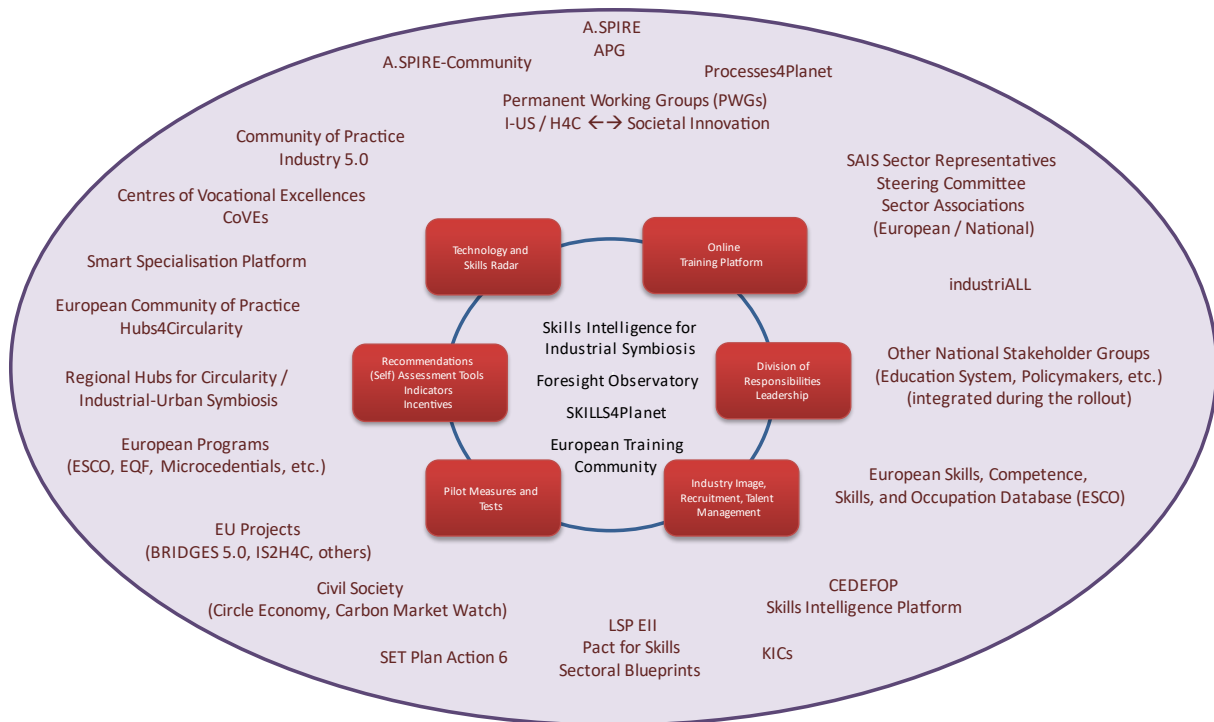 A.SPIRE
APG
A.SPIRE-Community
Processes4Planet
Permanent Working Groups (PWGs)
I-US / H4C ←→ Societal Innovation
Community of Practice
Industry 5.0
SAIS Sector Representatives
Steering Committee
Sector Associations
(European / National)
Centres of Vocational Excellences
CoVEs
Technology and
Skills Radar
Online
Training Platform
Smart Specialisation Platform
industriALL
European Community of Practice
Hubs4Circularity
Skills Intelligence for
Industrial Symbiosis
Foresight Observatory
SKILLS4Planet
European Training
Community
Recommendations
(Self) Assessment Tools
Indicators
Incentives
Division of
Responsibilities
Leadership
Other National Stakeholder Groups
(Education System, Policymakers, etc.)
(integrated during the rollout)
Regional Hubs for Circularity /
Industrial-Urban Symbiosis
European Programs
(ESCO, EQF, Microcedentials, etc.)
Pilot Measures and
Tests
Industry Image,
Recruitment, Talent
Management
European Skills, Competence,
Skills, and Occupation Database (ESCO)
EU Projects
(BRIDGES 5.0, IS2H4C, others)
Civil Society
(Circle Economy, Carbon Market Watch)
CEDEFOP
Skills Intelligence Platform
SET Plan Action 6
LSP EII
Pact for Skills
Sectoral Blueprints
KICs